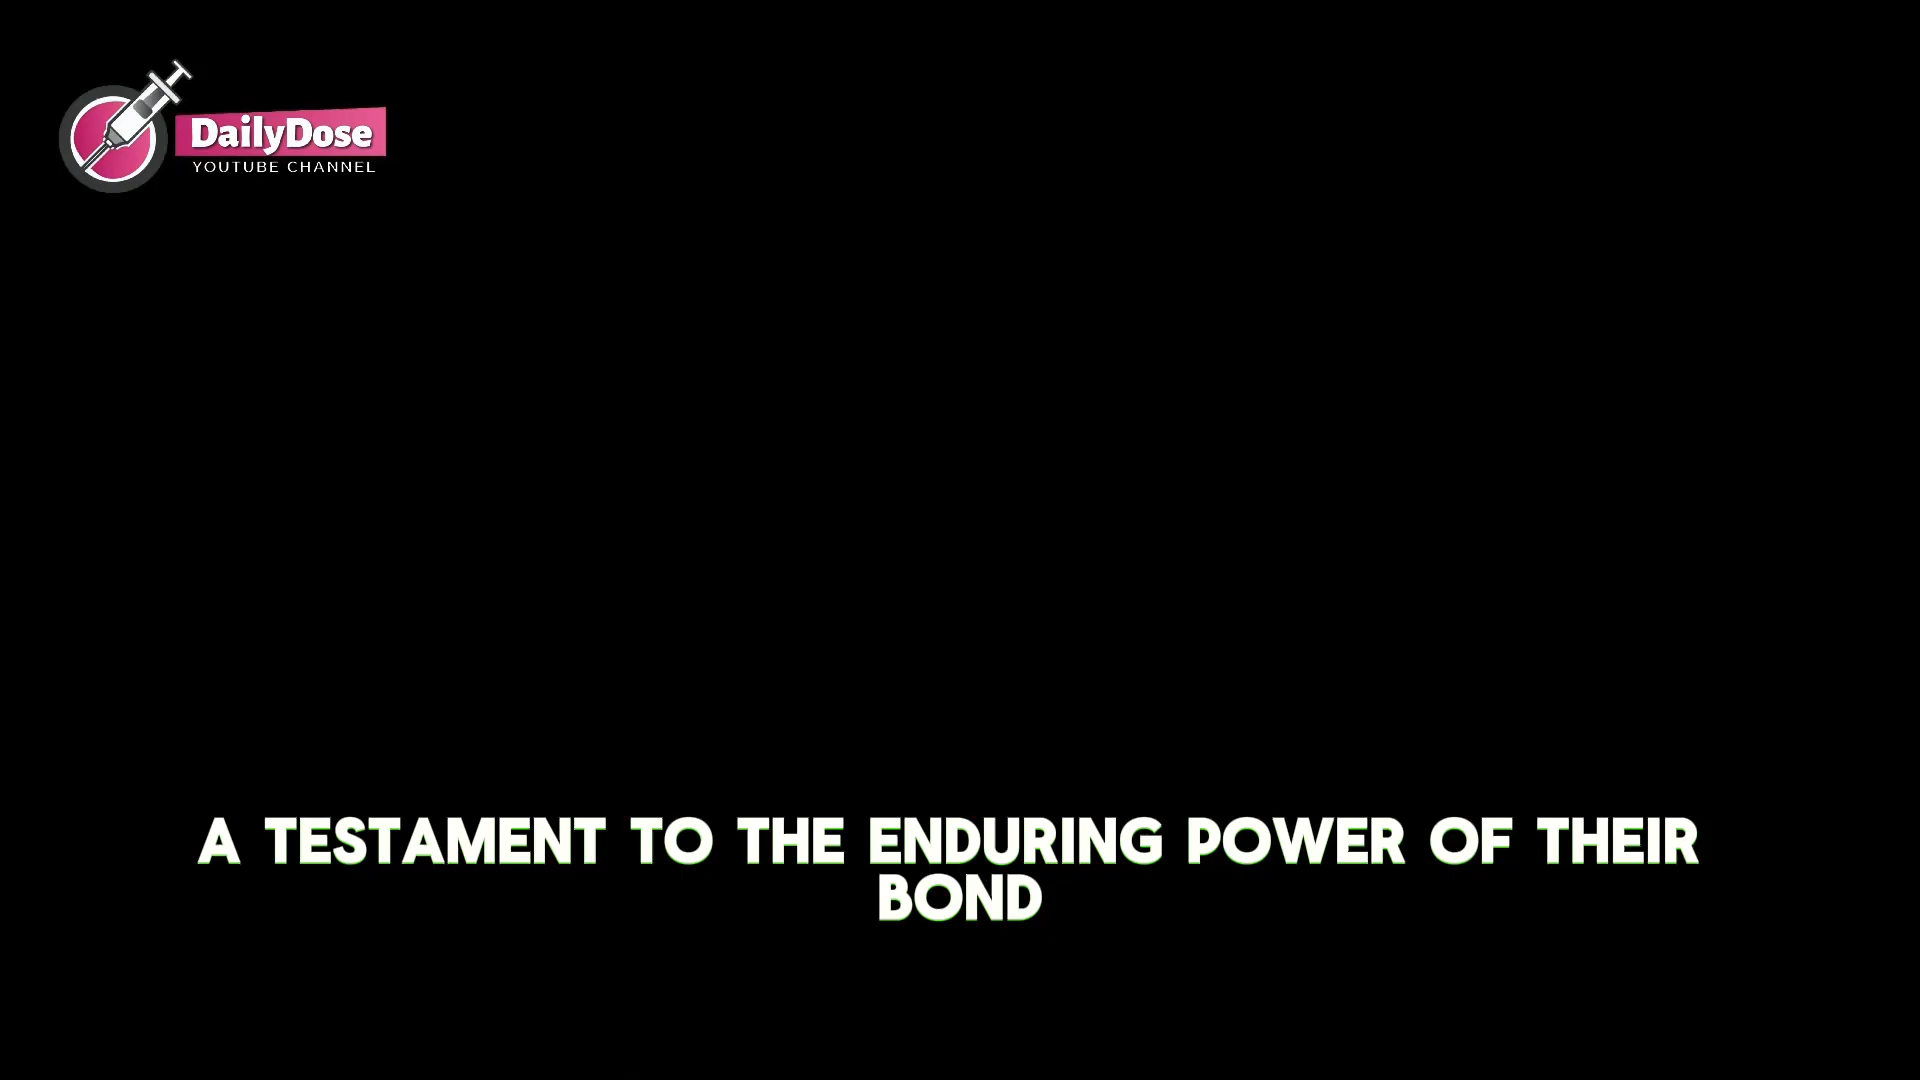 DailyDose
YOUTUBE CHANNEL
A TESTAMENT TO THE ENDURING POWER OF THEIR
BOND